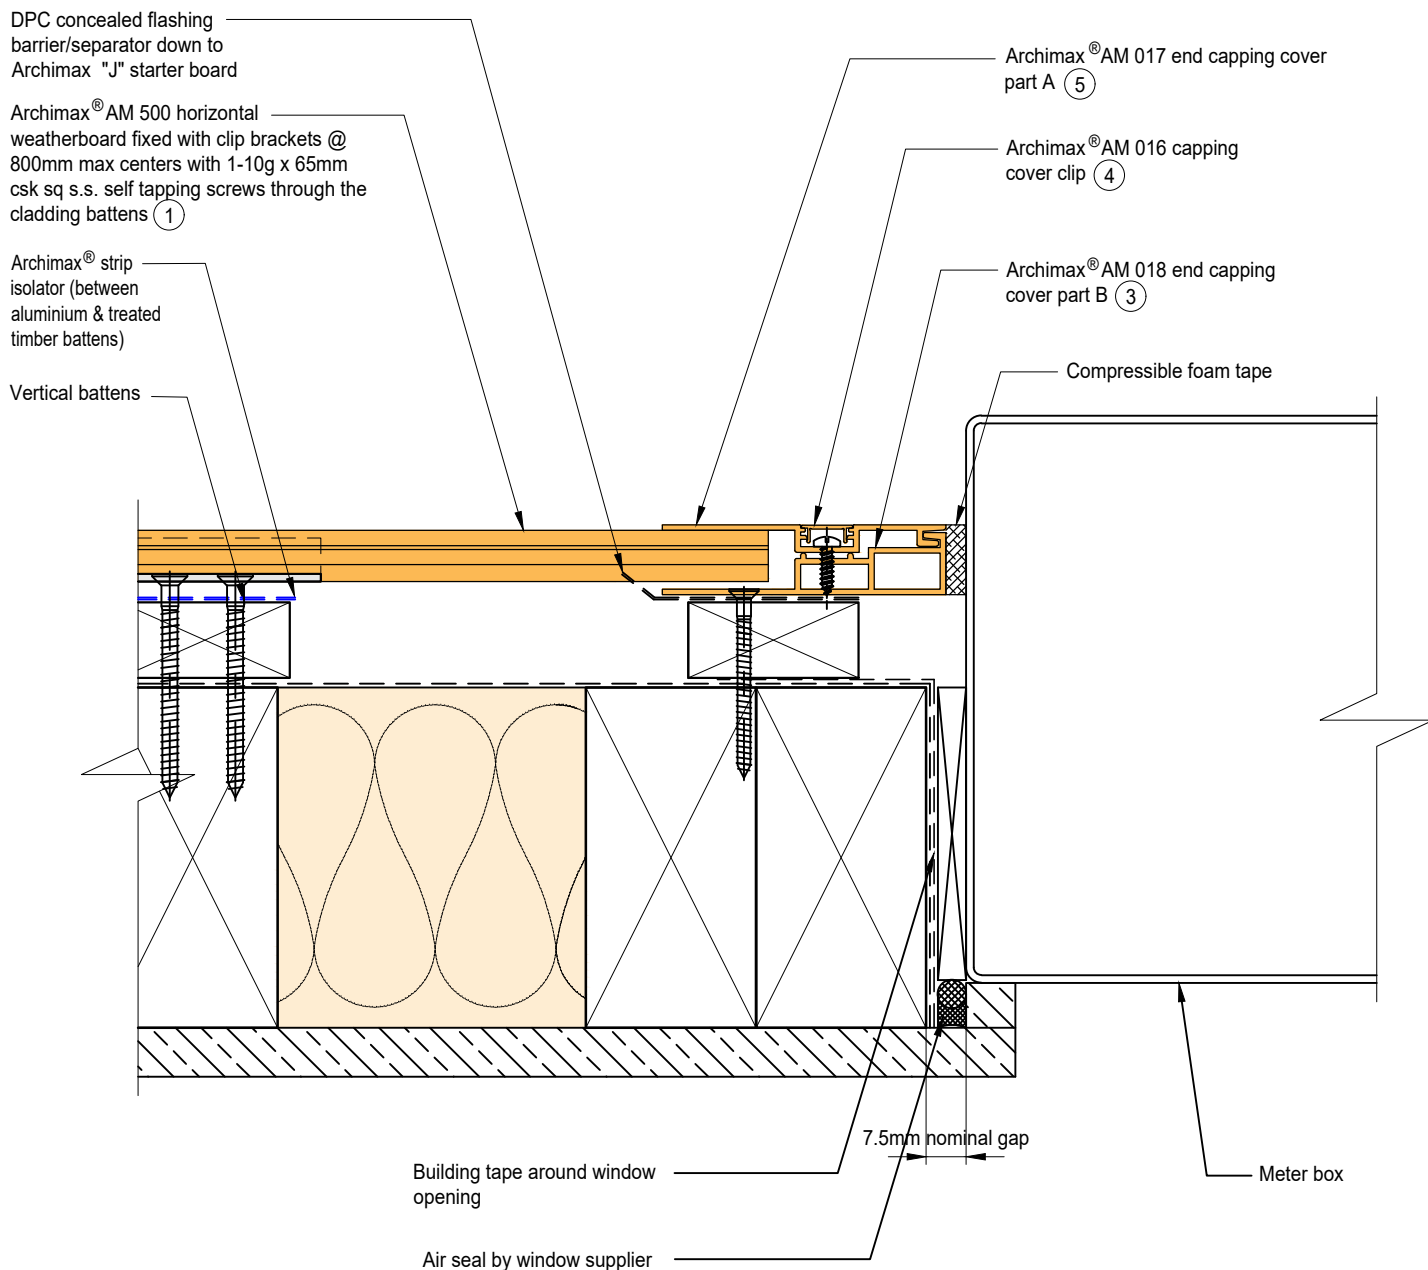 DPC concealed flashing
barrier/separator down to
Archimax "J" starter board
Archimax® AM 500 horizontal
weatherboard fixed with clip brackets @
800mm max centers with 1-10g x 65mm
csk sq s.s. self tapping screws through the
cladding battens 1
Archimax® strip
isolator (between
aluminium & treated
timber battens)
Vertical battens
Archimax® AM 017 end capping cover
part A 5
Archimax® AM 016 capping
cover clip 4
Archimax® AM 018 end capping
cover part B 3
Compressible foam tape
7.5mm nominal gap
Building tape around window
opening
Meter box
Air seal by window supplier